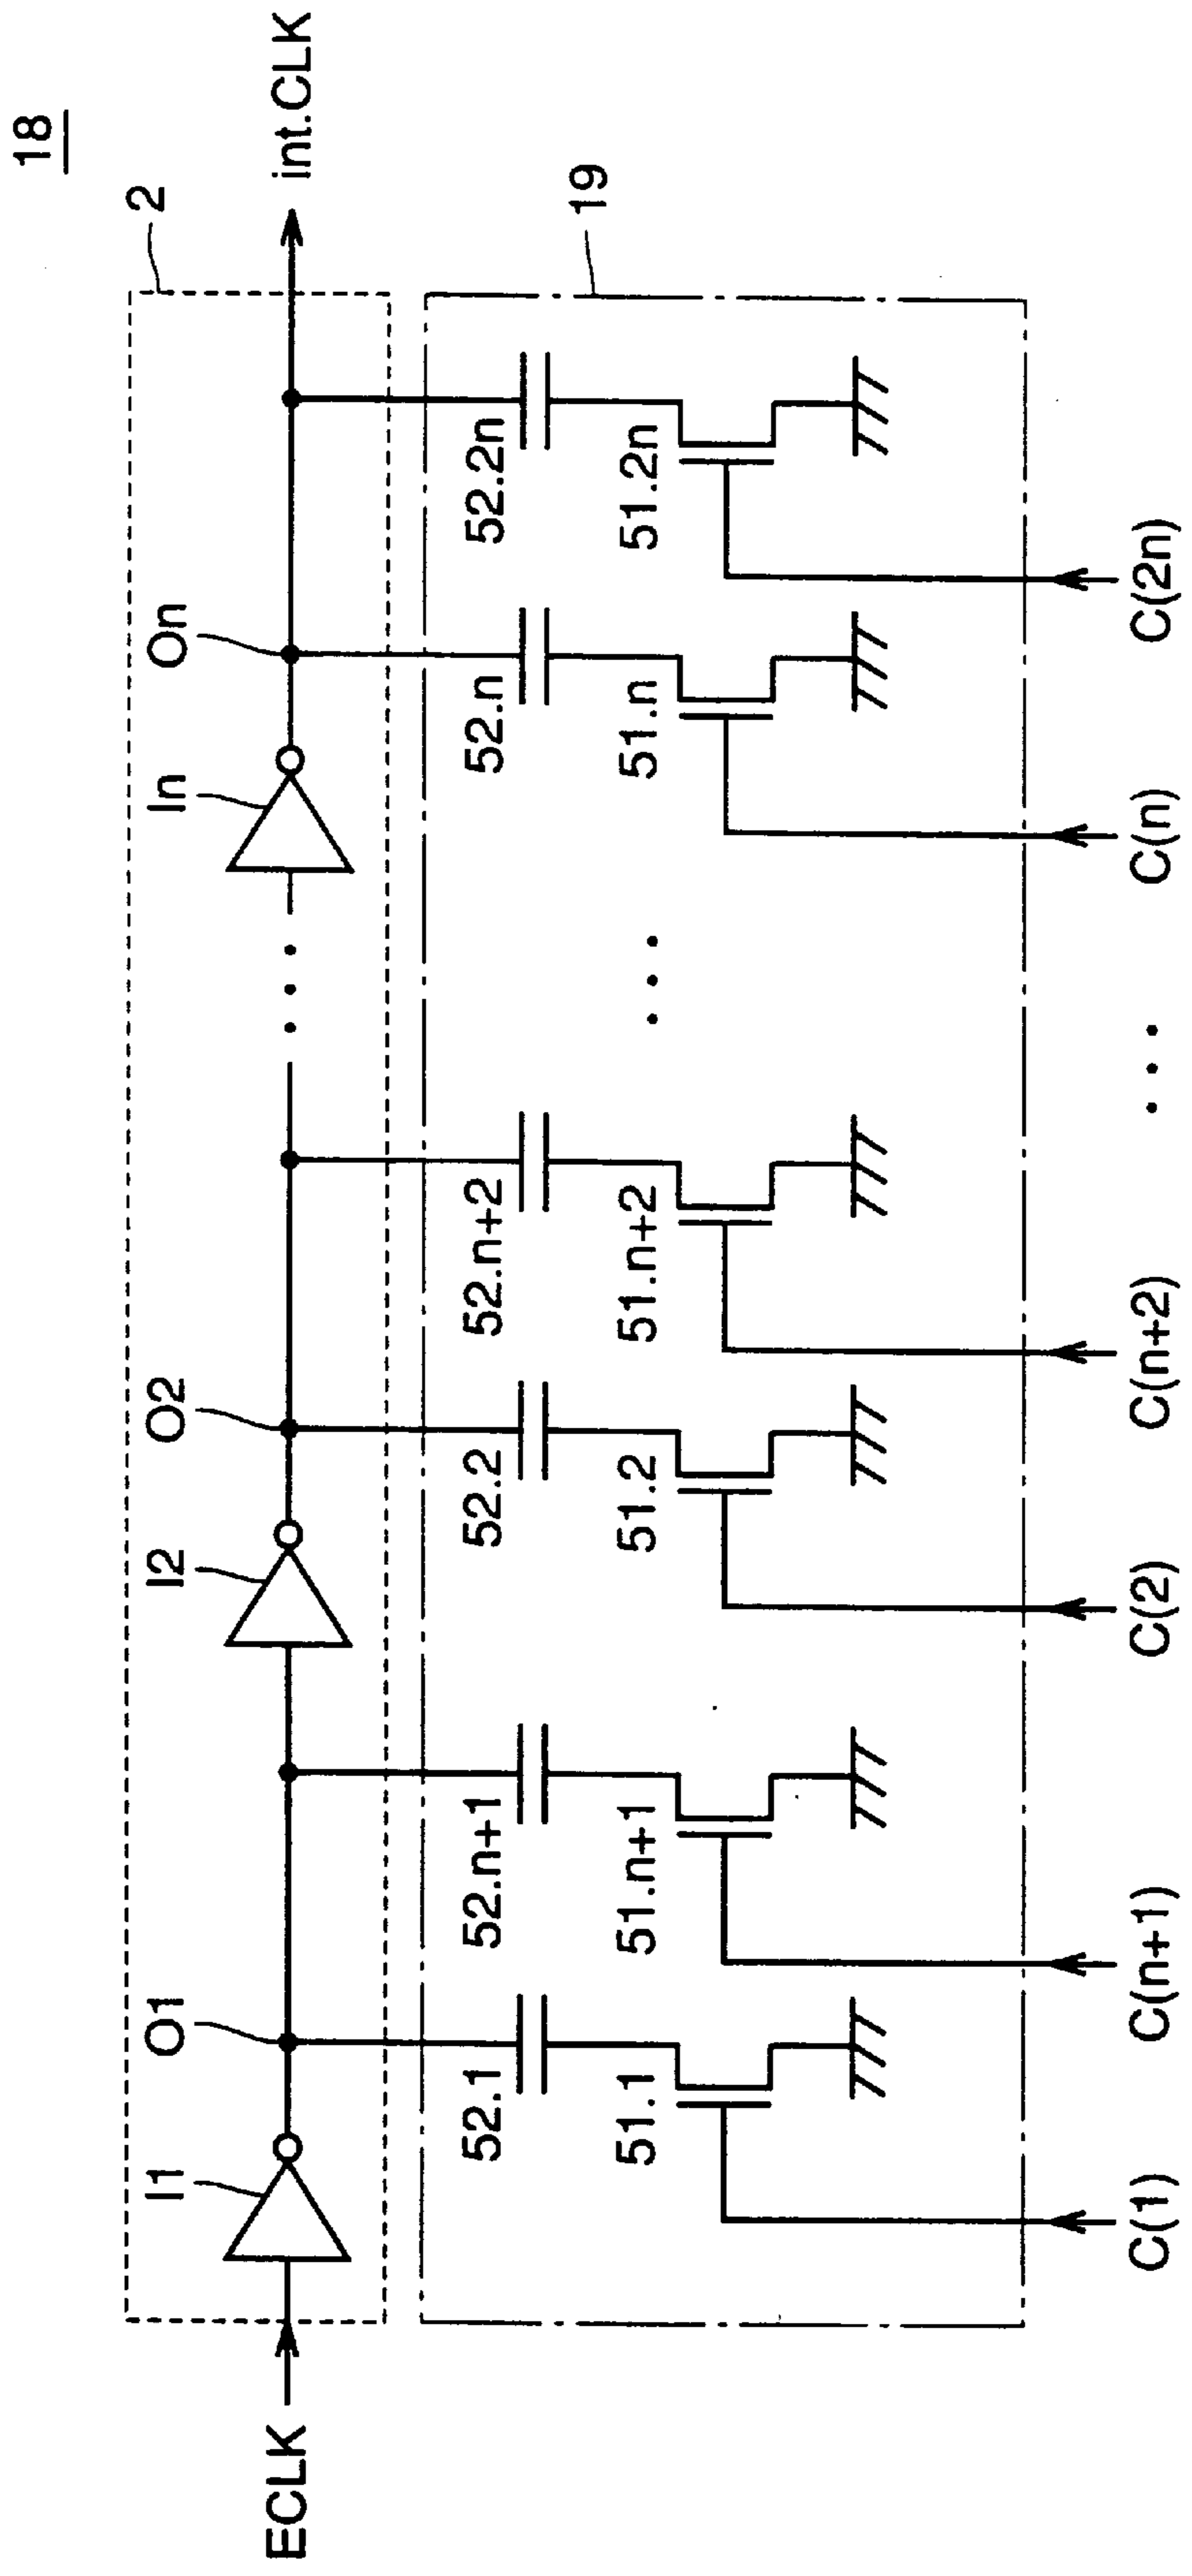 18
2
I1
O1
I2
O2
In
On
ECLK
int.CLK
19
52.1
52.n+1
52.2
52.n+2
52.n
52.2n
51.1
51.n+1
51.2
51.n+2
51.n
51.2n
C(1)
C(n+1)
C(2)
C(n+2)
C(n)
C(2n)